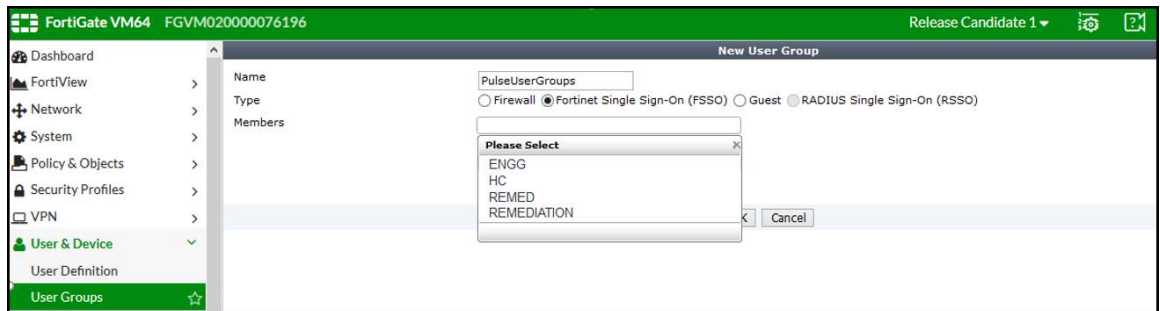 FortiGate VM64 FGVM020000076196 Release Candidate 1
Dashboard
FortiView
Network
System
Policy & Objects
Security Profiles
VPN
User & Device
User Definition
User Groups
New User Group
Name PulseUserGroups
Type Firewall Fortinet Single Sign-On (FSSO) Guest RADIUS Single Sign-On (RSSO)
Members
Please Select
ENGG
HC
REMED
REMEDIATION
Cancel